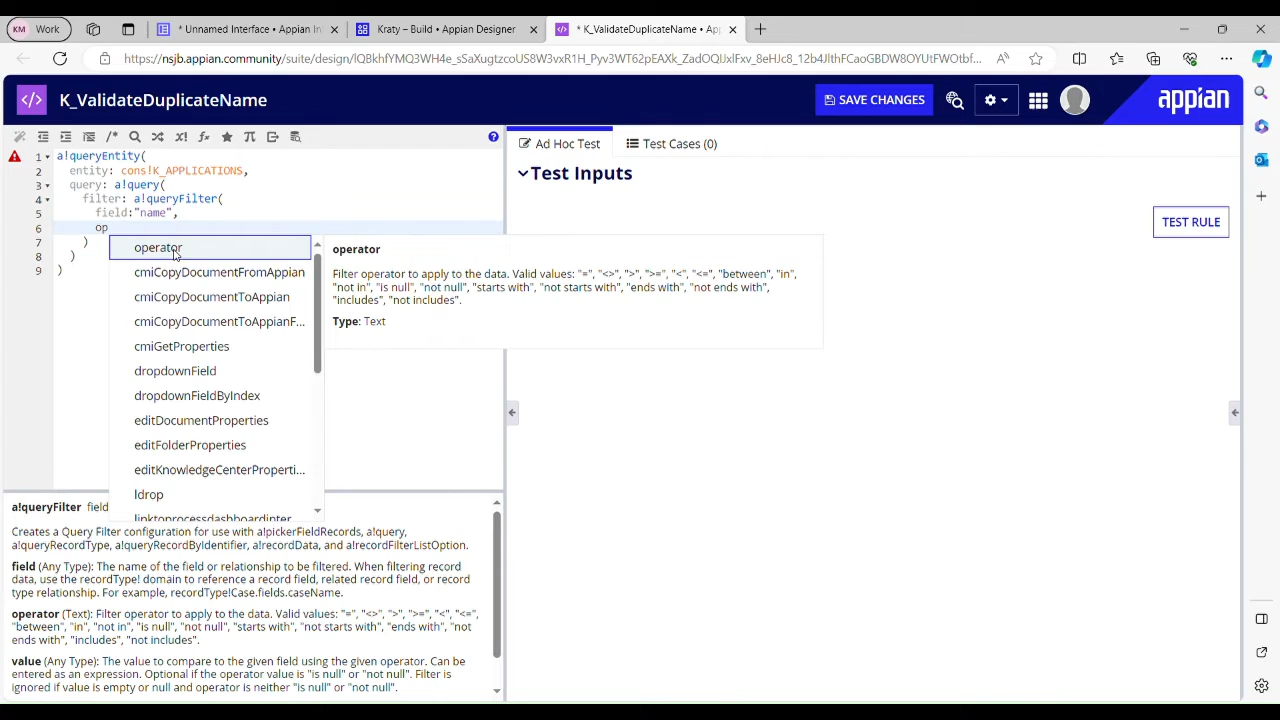 KM Work
* Unnamed Interface • Appian In
Kraty – Build • Appian Designer
* K_ValidateDuplicateName • App
K_ValidateDuplicateName
SAVE CHANGES
appian
1 a!queryEntity(
2 entity: cons!K_APPLICATIONS,
3 query: a!query(
4 filter: a!queryFilter(
5 field:"name",
6 op
7 )
8 )
9 )
operator
cmiCopyDocumentFromAppian
cmiCopyDocumentToAppian
cmiCopyDocumentToAppianF...
cmiGetProperties
dropdownField
dropdownFieldByIndex
editDocumentProperties
editFolderProperties
editKnowledgeCenterProperti...
ldrop
linktoprocessdashboardinter
operator
Filter operator to apply to the data. Valid values: "=", "<>", ">", ">=", "<", "<=", "between", "in",
"not in", "is null", "not null", "starts with", "not starts with", "ends with", "not ends with",
"includes", "not includes".
Type: Text
Ad Hoc Test
Test Cases (0)
Test Inputs
TEST RULE
a!queryFilter field
Creates a Query Filter configuration for use with a!pickerFieldRecords, a!query,
a!queryRecordType, a!queryRecordByIdentifier, a!recordData, and a!recordFilterListOption.
field (Any Type): The name of the field or relationship to be filtered. When filtering record
data, use the recordType! domain to reference a record field, related record field, or record
type relationship. For example, recordType!Case.fields.caseName.
operator (Text): Filter operator to apply to the data. Valid values: "=", "<>", ">", ">=", "<", "<=",
"between", "in", "not in", "is null", "not null", "starts with", "not starts with", "ends with", "not
ends with", "includes", "not includes".
value (Any Type): The value to compare to the given field using the given operator. Can be
entered as an expression. Optional if the operator value is "is null" or "not null". Filter is
ignored if value is empty or null and operator is neither "is null" or "not null".